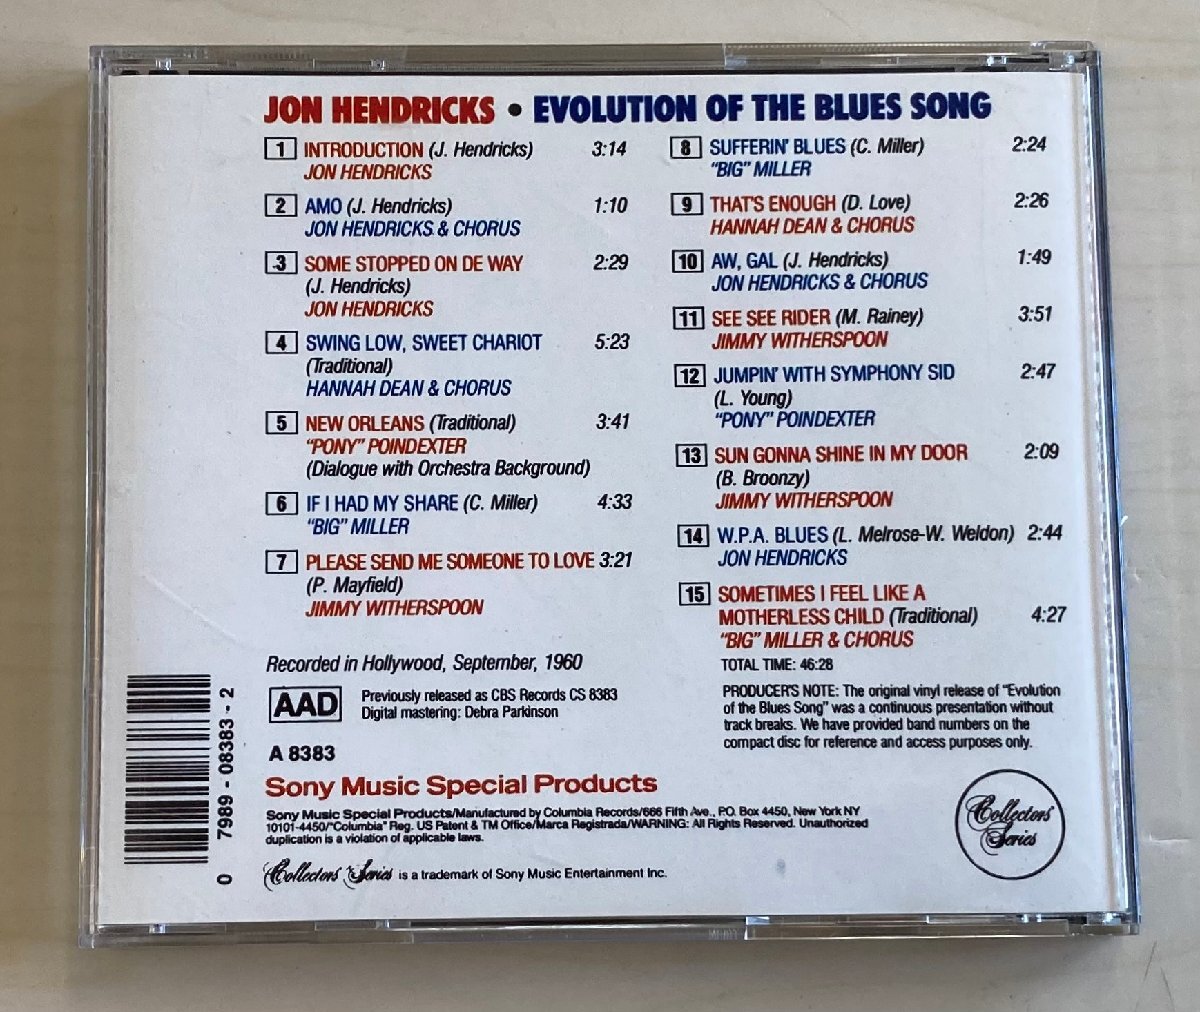 JON HENDRICKS • EVOLUTION OF THE BLUES SONG
1 INTRODUCTION (J. Hendricks) 3:14
JON HENDRICKS
2 AMO (J. Hendricks) 1:10
JON HENDRICKS & CHORUS
3 SOME STOPPED ON DE WAY 2:29
(J. Hendricks)
JON HENDRICKS
4 SWING LOW, SWEET CHARIOT 5:23
(Traditional)
HANNAH DEAN & CHORUS
5 NEW ORLEANS (Traditional) 3:41
"PONY" POINDEXTER
(Dialogue with Orchestra Background)
6 IF I HAD MY SHARE (C. Miller) 4:33
"BIG" MILLER
7 PLEASE SEND ME SOMEONE TO LOVE 3:21
(P. Mayfield)
JIMMY WITHERSPOON
8 SUFFERIN' BLUES (C. Miller) 2:24
"BIG" MILLER
9 THAT'S ENOUGH (D. Love) 2:26
HANNAH DEAN & CHORUS
10 AW, GAL (J. Hendricks) 1:49
JON HENDRICKS & CHORUS
11 SEE SEE RIDER (M. Rainey) 3:51
JIMMY WITHERSPOON
12 JUMPIN' WITH SYMPHONY SID 2:47
(L. Young)
"PONY" POINDEXTER
13 SUN GONNA SHINE IN MY DOOR 2:09
(B. Broonzy)
JIMMY WITHERSPOON
14 W.P.A. BLUES (L. Melrose-W. Weldon) 2:44
JON HENDRICKS
15 SOMETIMES I FEEL LIKE A
MOTHERLESS CHILD (Traditional) 4:27
"BIG" MILLER & CHORUS
TOTAL TIME: 46:28
PRODUCER'S NOTE: The original vinyl release of "Evolution
of the Blues Song" was a continuous presentation without
track breaks. We have provided band numbers on the
compact disc for reference and access purposes only.
Recorded in Hollywood, September, 1960
AAD
Previously released as CBS Records CS 8383
Digital mastering: Debra Parkinson
A 8383
Sony Music Special Products
Sony Music Special Products/Manufactured by Columbia Records/666 Fifth Ave., P.O. Box 4450, New York NY
10101-4450/"Columbia" Reg. US Patent & TM Office/Marca Registrada/WARNING: All Rights Reserved. Unauthorized
duplication is a violation of applicable laws.
Collectors' Series is a trademark of Sony Music Entertainment Inc.
Collectors'
Series
0 7989-08383-2